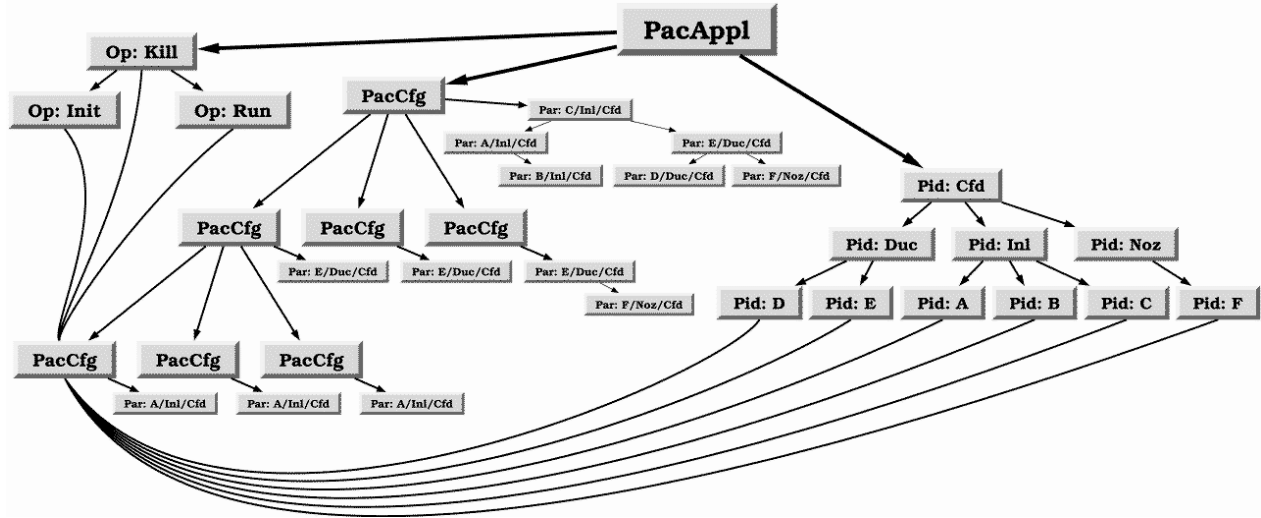 PacAppl
Op: Kill
Op: Init
Op: Run
PacCfg
Par: C/Inl/Cfd
Par: A/Inl/Cfd
Par: E/Duc/Cfd
Par: B/Inl/Cfd
Par: D/Duc/Cfd
Par: F/Noz/Cfd
Pid: Cfd
PacCfg
PacCfg
PacCfg
Par: E/Duc/Cfd
Par: E/Duc/Cfd
Par: E/Duc/Cfd
Par: F/Noz/Cfd
Pid: Duc
Pid: Inl
Pid: Noz
Pid: D
Pid: E
Pid: A
Pid: B
Pid: C
Pid: F
PacCfg
PacCfg
PacCfg
Par: A/Inl/Cfd
Par: A/Inl/Cfd
Par: A/Inl/Cfd